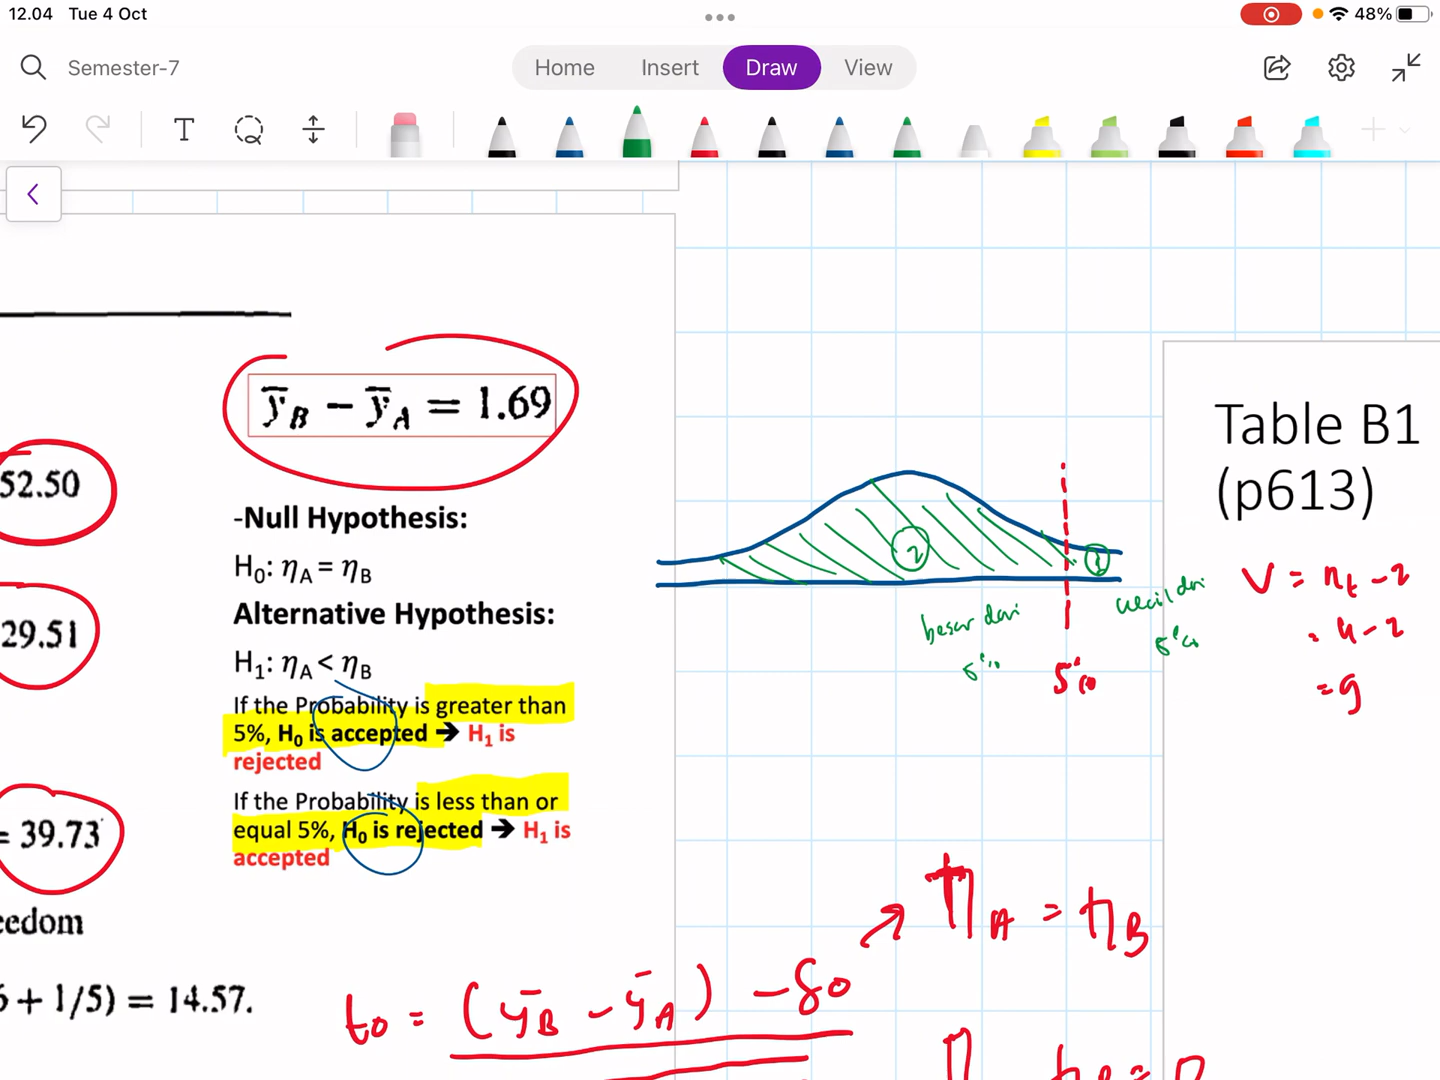 12.04 Tue 4 Oct
48%
Semester-7
Home Insert Draw View
T
ȳB − ȳA = 1.69
52.50
-Null Hypothesis:
H₀: ηA = ηB
29.51
Alternative Hypothesis:
H₁: ηA < ηB
If the Probability is greater than
5%, H₀ is accepted ➔ H₁ is
rejected
If the Probability is less than or
equal 5%, H₀ is rejected ➔ H₁ is
accepted
= 39.73
eedom
6 + 1/5) = 14.57.
t₀ = (ȳB − ȳA) − δ₀
ηA = ηB
2
1
besar dari
5%
kecil dari
5%
5%
Table B1
(p613)
V = nt − 2
= 11 − 2
= 9